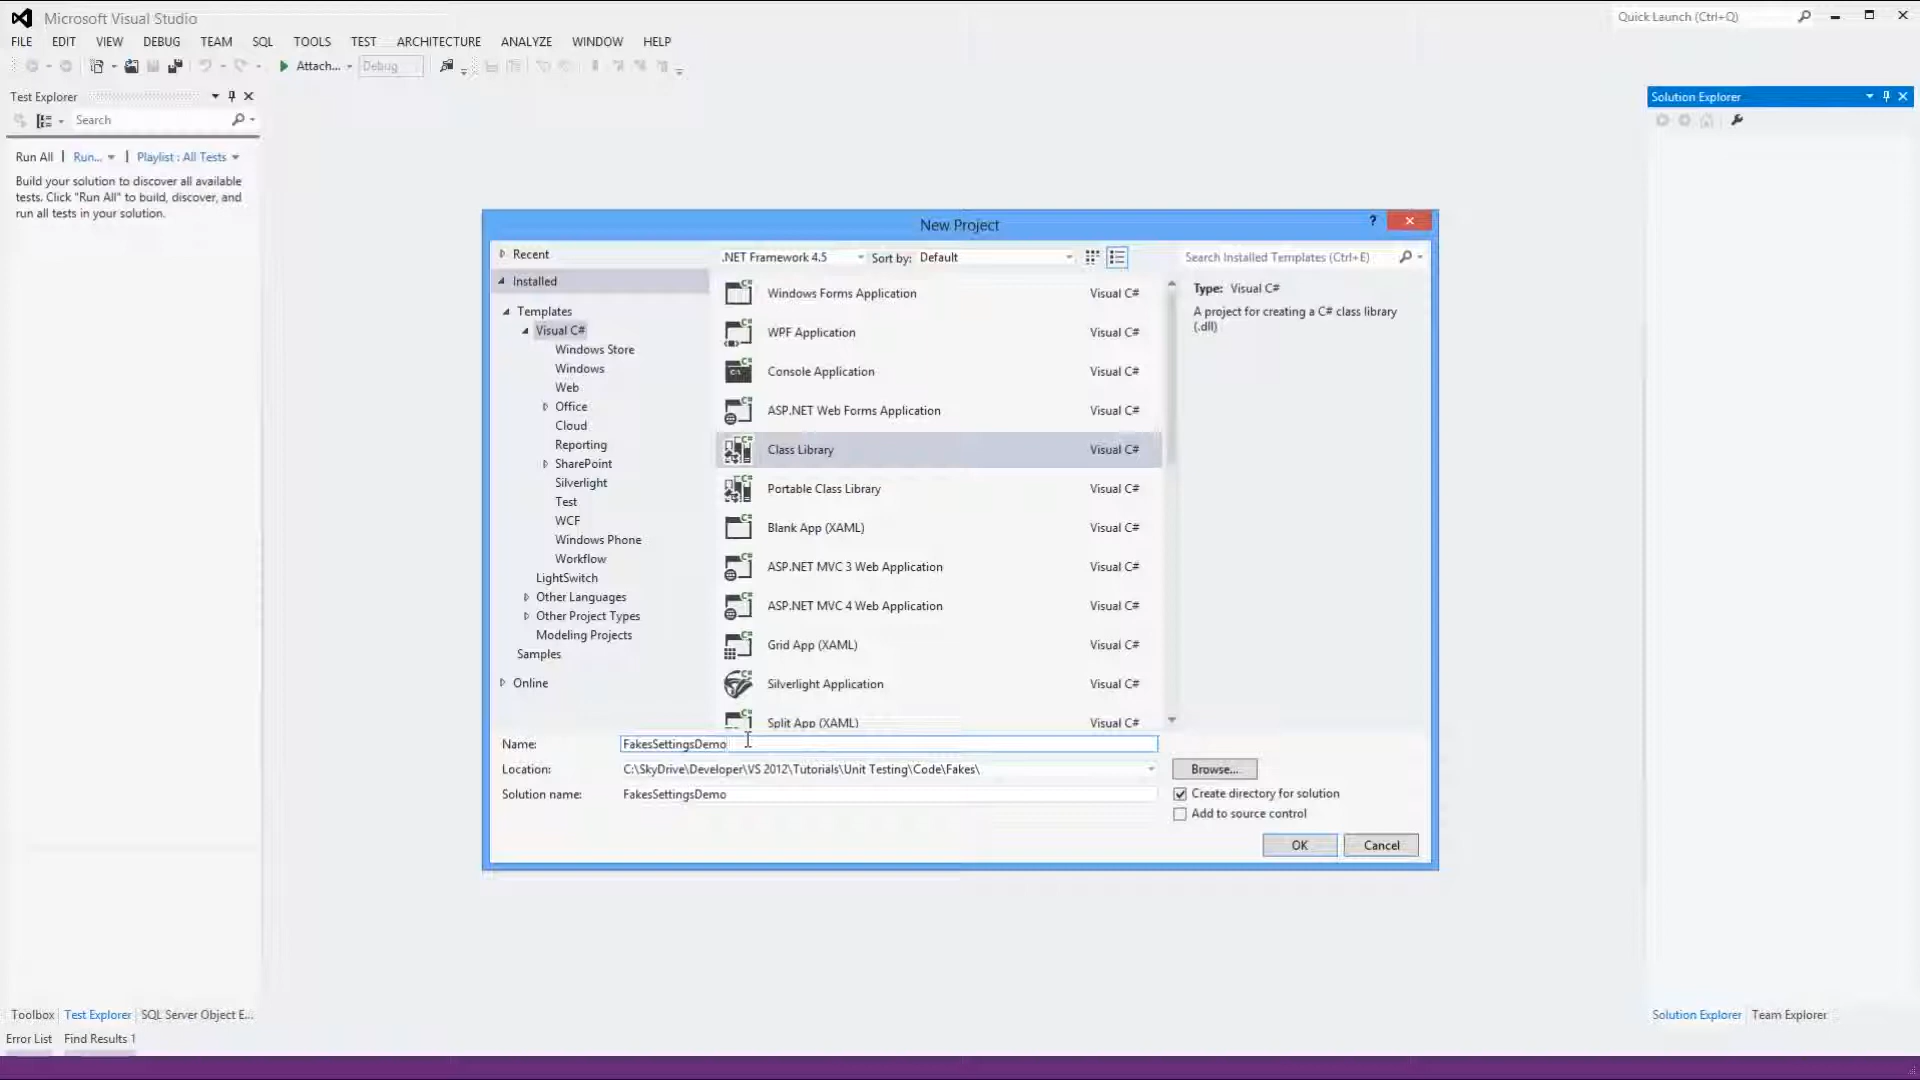 Microsoft Visual Studio
Quick Launch (Ctrl+Q)
FILE EDIT VIEW DEBUG TEAM SQL TOOLS TEST ARCHITECTURE ANALYZE WINDOW HELP
Attach... Debug
Test Explorer
Solution Explorer
Search
Run All | Run... | Playlist : All Tests
Build your solution to discover all available
tests. Click "Run All" to build, discover, and
run all tests in your solution.
New Project
Recent
Installed
Templates
Visual C#
Windows Store
Windows
Web
Office
Cloud
Reporting
SharePoint
Silverlight
Test
WCF
Windows Phone
Workflow
LightSwitch
Other Languages
Other Project Types
Modeling Projects
Samples
Online
.NET Framework 4.5 Sort by: Default
Search Installed Templates (Ctrl+E)
Windows Forms Application Visual C#
WPF Application Visual C#
Console Application Visual C#
ASP.NET Web Forms Application Visual C#
Class Library Visual C#
Portable Class Library Visual C#
Blank App (XAML) Visual C#
ASP.NET MVC 3 Web Application Visual C#
ASP.NET MVC 4 Web Application Visual C#
Grid App (XAML) Visual C#
Silverlight Application Visual C#
Split App (XAML) Visual C#
Type: Visual C#
A project for creating a C# class library
(.dll)
Name: FakesSettingsDemo
Location: C:\SkyDrive\Developer\VS 2012\Tutorials\Unit Testing\Code\Fakes\
Browse...
Solution name: FakesSettingsDemo
Create directory for solution
Add to source control
OK Cancel
Toolbox Test Explorer SQL Server Object E...
Solution Explorer Team Explorer
Error List Find Results 1